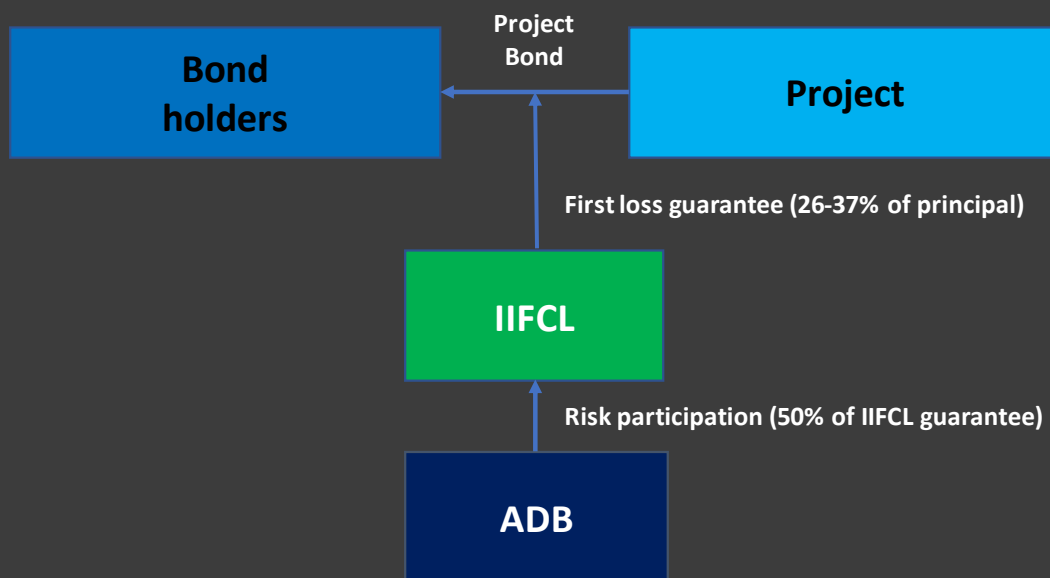 Project
Bond
Bond
holders
Project
First loss guarantee (26-37% of principal)
IIFCL
Risk participation (50% of IIFCL guarantee)
ADB